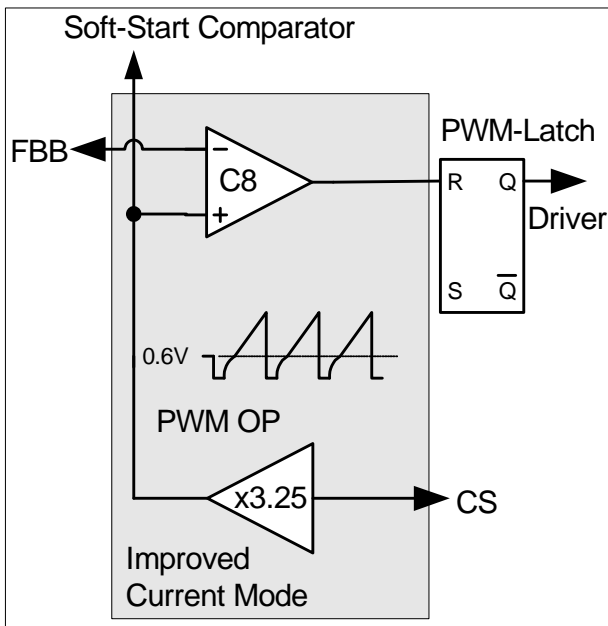 Soft-Start Comparator
FBB
C8
PWM-Latch
R Q
Driver
S Q̅
0.6V
PWM OP
x3.25
CS
Improved
Current Mode